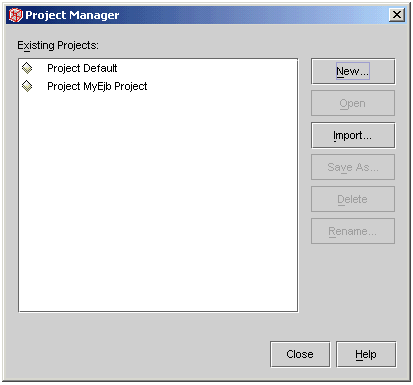 Project Manager
Existing Projects:
Project Default
Project MyEjb Project
New...
Open
Import...
Save As...
Delete
Rename...
Close
Help